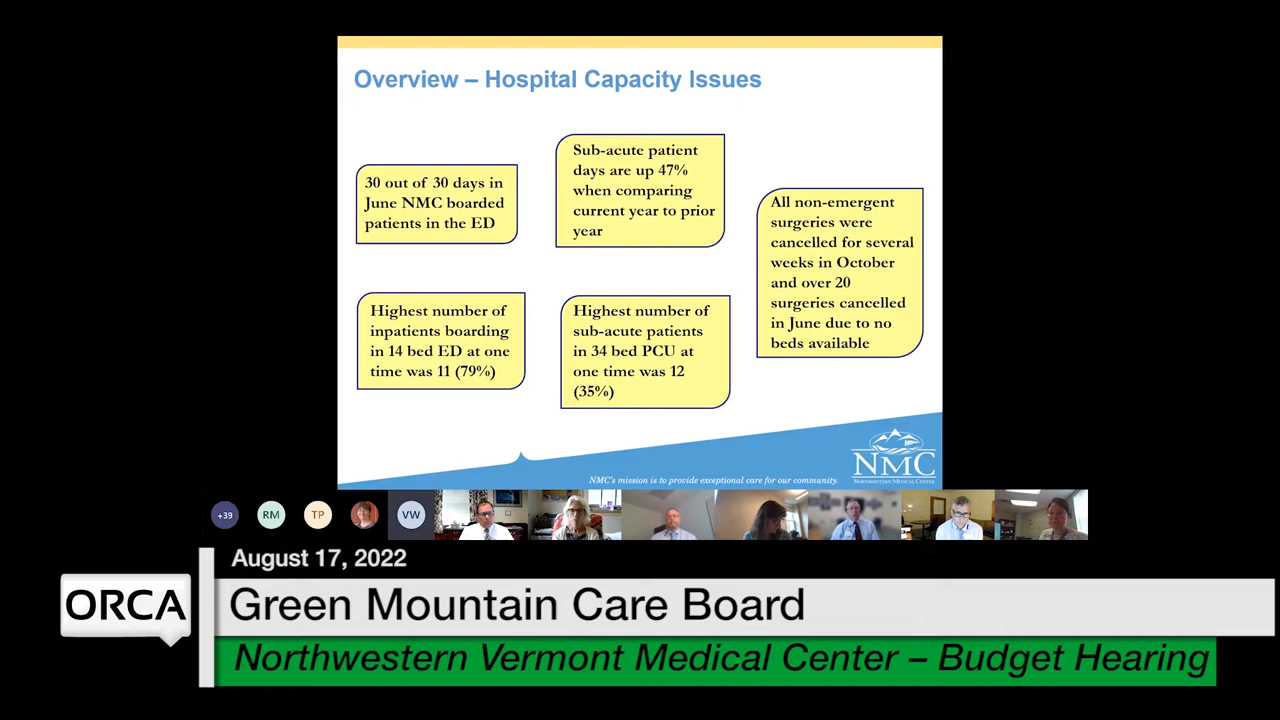 Overview – Hospital Capacity Issues
30 out of 30 days in
June NMC boarded
patients in the ED
Sub-acute patient
days are up 47%
when comparing
current year to prior
year
All non-emergent
surgeries were
cancelled for several
weeks in October
and over 20
surgeries cancelled
in June due to no
beds available
Highest number of
inpatients boarding
in 14 bed ED at one
time was 11 (79%)
Highest number of
sub-acute patients
in 34 bed PCU at
one time was 12
(35%)
NMC's mission is to provide exceptional care for our community.
NMC
NORTHWESTERN MEDICAL CENTER
+39
RM
TP
VW
August 17, 2022
ORCA
Green Mountain Care Board
Northwestern Vermont Medical Center – Budget Hearing